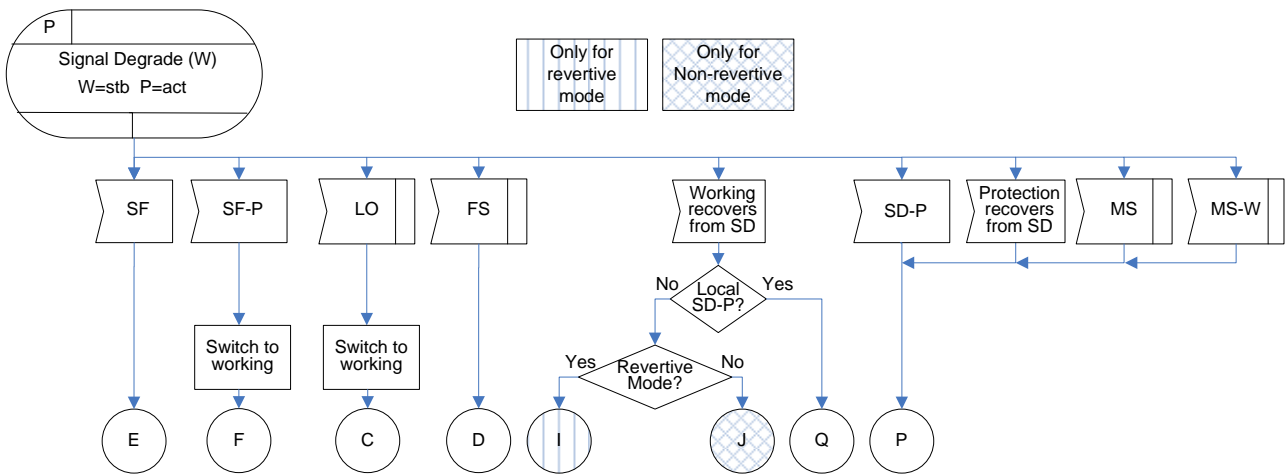 P
Signal Degrade (W)
W=stb P=act
Only for
revertive
mode
Only for
Non-revertive
mode
SF
SF-P
LO
FS
Working
recovers
from SD
SD-P
Protection
recovers
from SD
MS
MS-W
No
Local
SD-P?
Yes
Switch to
working
Switch to
working
Yes
Revertive
Mode?
No
E
F
C
D
I
J
Q
P